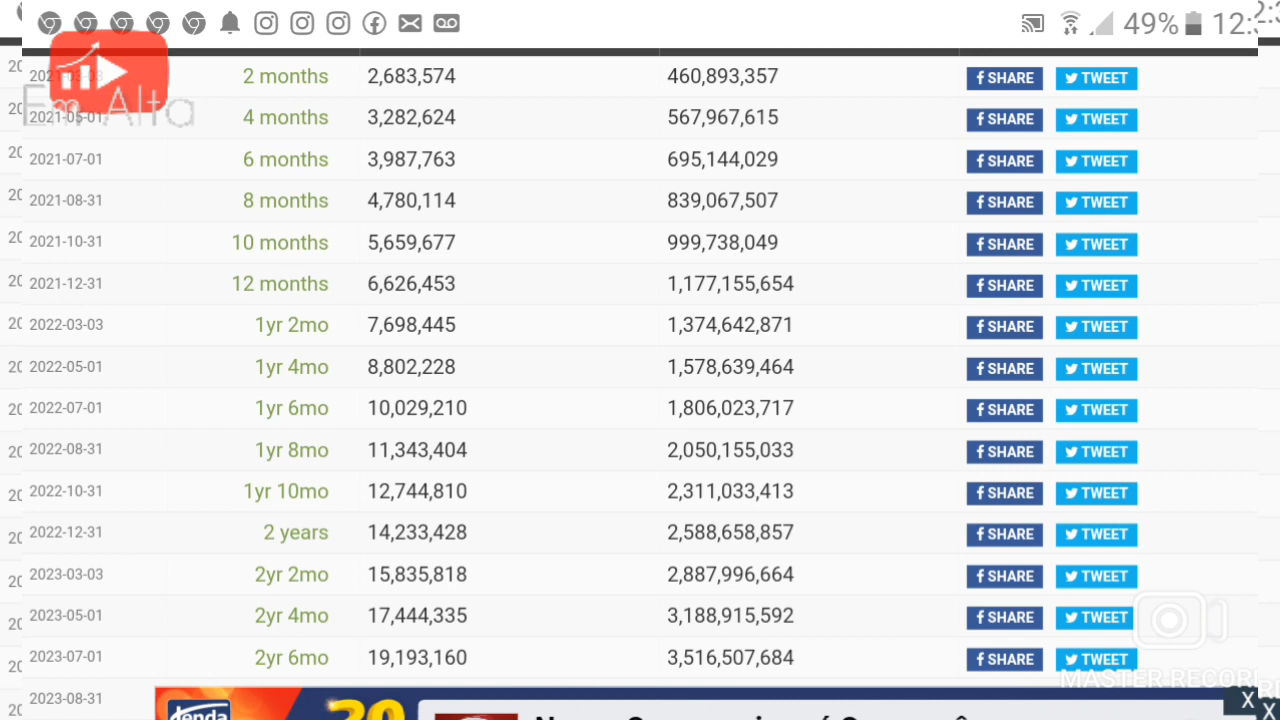 49% 12:
2021-03-03 2 months 2,683,574 460,893,357 SHARE TWEET
Em Alta
2021-05-01 4 months 3,282,624 567,967,615 SHARE TWEET
2021-07-01 6 months 3,987,763 695,144,029 SHARE TWEET
2021-08-31 8 months 4,780,114 839,067,507 SHARE TWEET
2021-10-31 10 months 5,659,677 999,738,049 SHARE TWEET
2021-12-31 12 months 6,626,453 1,177,155,654 SHARE TWEET
2022-03-03 1yr 2mo 7,698,445 1,374,642,871 SHARE TWEET
2022-05-01 1yr 4mo 8,802,228 1,578,639,464 SHARE TWEET
2022-07-01 1yr 6mo 10,029,210 1,806,023,717 SHARE TWEET
2022-08-31 1yr 8mo 11,343,404 2,050,155,033 SHARE TWEET
2022-10-31 1yr 10mo 12,744,810 2,311,033,413 SHARE TWEET
2022-12-31 2 years 14,233,428 2,588,658,857 SHARE TWEET
2023-03-03 2yr 2mo 15,835,818 2,887,996,664 SHARE TWEET
2023-05-01 2yr 4mo 17,444,335 3,188,915,592 SHARE TWEET
2023-07-01 2yr 6mo 19,193,160 3,516,507,684 SHARE TWEET
MASTER RECOR
2023-08-31
tenda 20 X